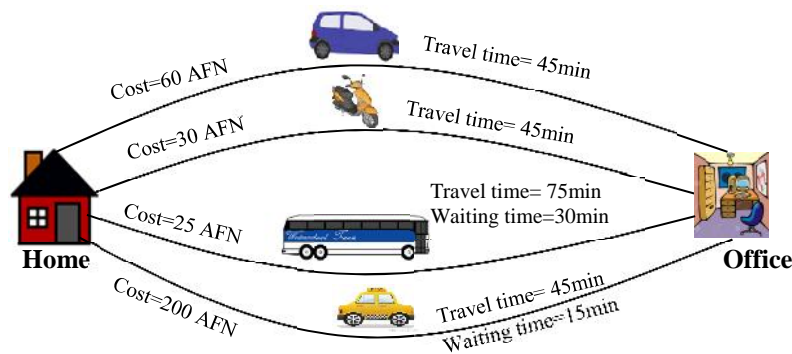 Cost=60 AFN
Travel time= 45min
Cost=30 AFN
Travel time= 45min
Travel time= 75min
Waiting time=30min
Cost=25 AFN
Home
Office
Cost=200 AFN
Travel time= 45min
Waiting time=15min